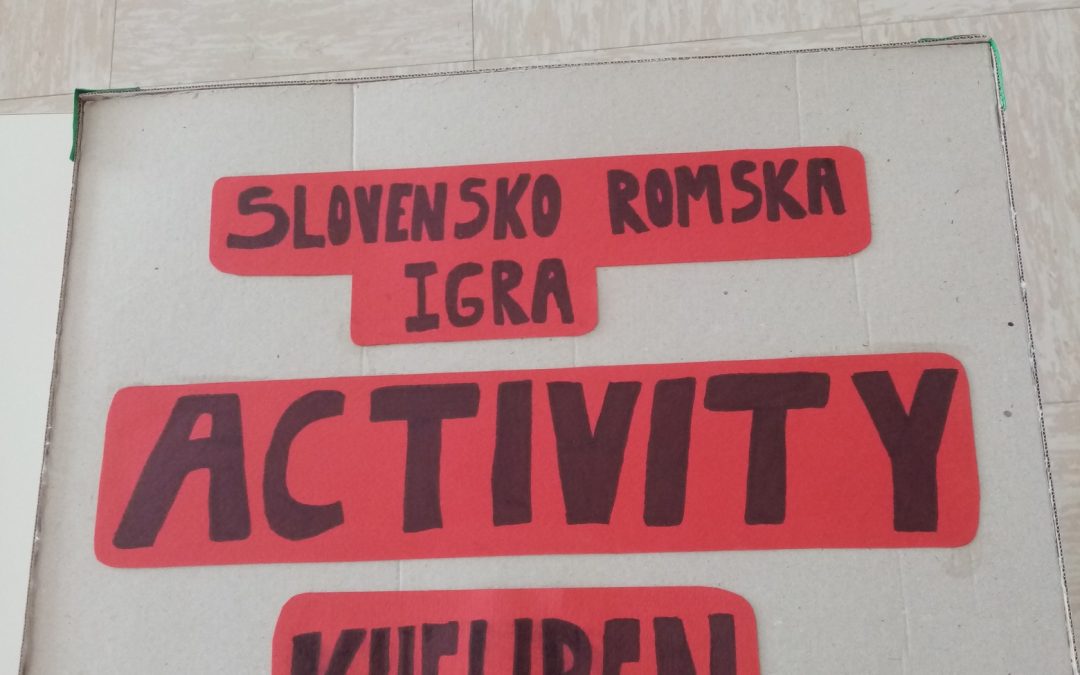 SLOVENSKO ROMSKA
IGRA
ACTIVITY